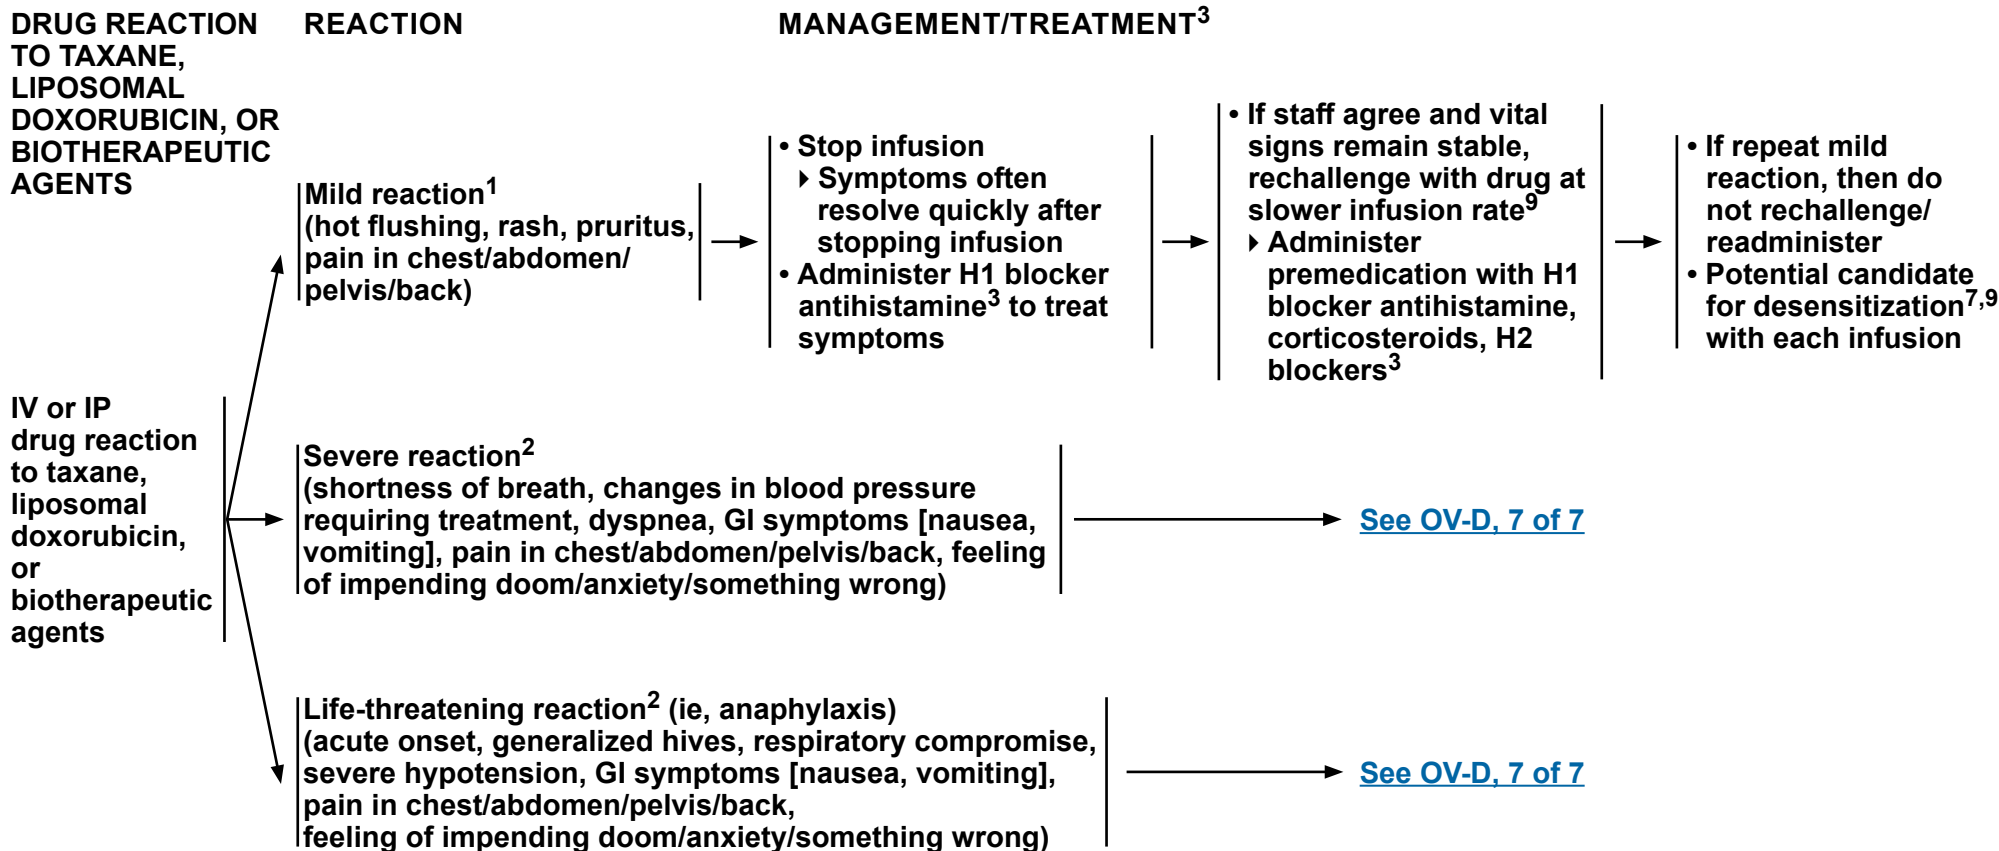 DRUG REACTION
TO TAXANE,
LIPOSOMAL
DOXORUBICIN, OR
BIOTHERAPEUTIC
AGENTS
REACTION
MANAGEMENT/TREATMENT3
IV or IP
drug reaction
to taxane,
liposomal
doxorubicin,
or
biotherapeutic
agents
Mild reaction1
(hot flushing, rash, pruritus,
pain in chest/abdomen/
pelvis/back)
• Stop infusion
‣ Symptoms often
resolve quickly after
stopping infusion
• Administer H1 blocker
antihistamine3 to treat
symptoms
• If staff agree and vital
signs remain stable,
rechallenge with drug at
slower infusion rate9
‣ Administer
premedication with H1
blocker antihistamine,
corticosteroids, H2
blockers3
• If repeat mild
reaction, then do
not rechallenge/
readminister
• Potential candidate
for desensitization7,9
with each infusion
Severe reaction2
(shortness of breath, changes in blood pressure
requiring treatment, dyspnea, GI symptoms [nausea,
vomiting], pain in chest/abdomen/pelvis/back, feeling
of impending doom/anxiety/something wrong)
See OV-D, 7 of 7
Life-threatening reaction2 (ie, anaphylaxis)
(acute onset, generalized hives, respiratory compromise,
severe hypotension, GI symptoms [nausea, vomiting],
pain in chest/abdomen/pelvis/back,
feeling of impending doom/anxiety/something wrong)
See OV-D, 7 of 7